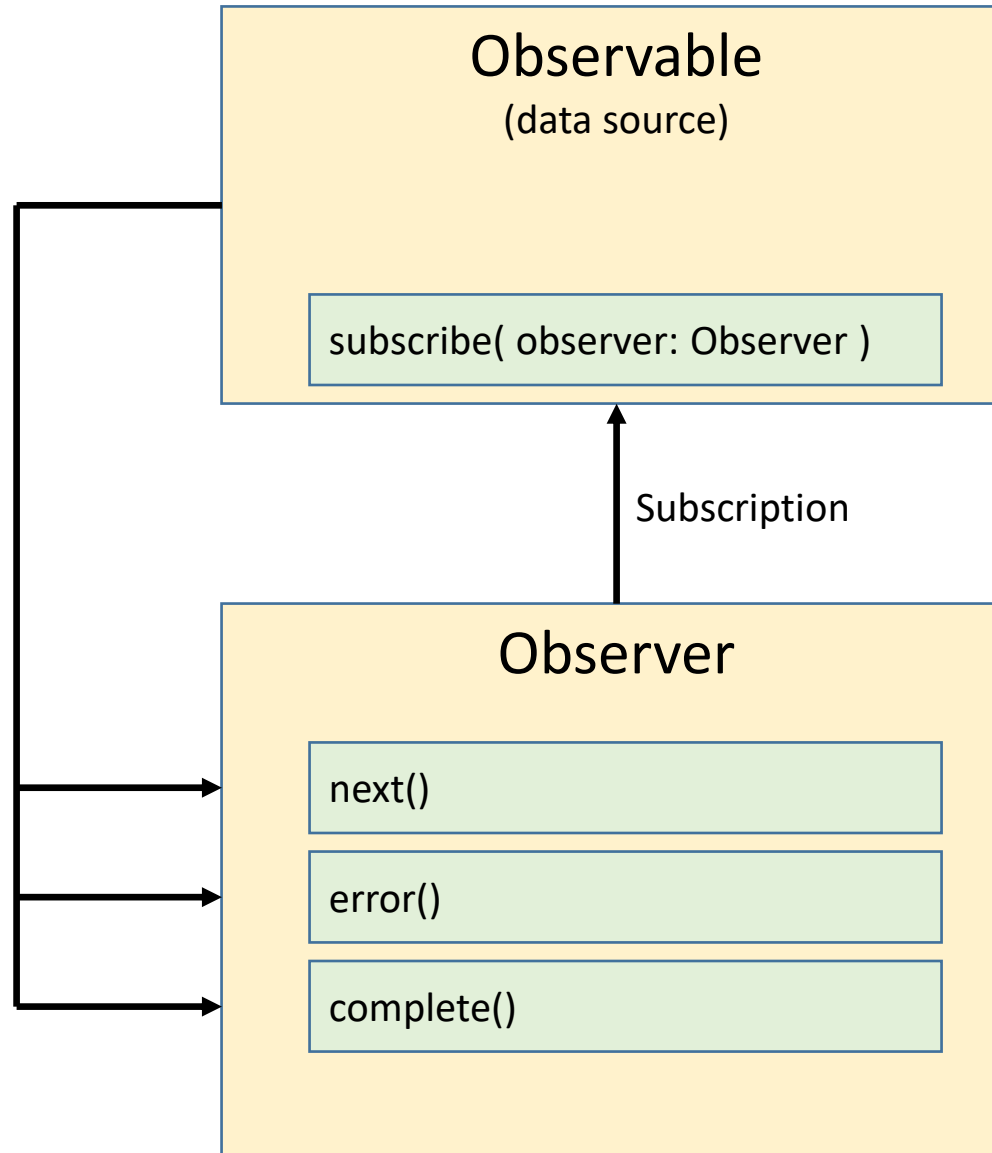 Observable
(data source)
subscribe( observer: Observer )
Subscription
Observer
next()
error()
complete()